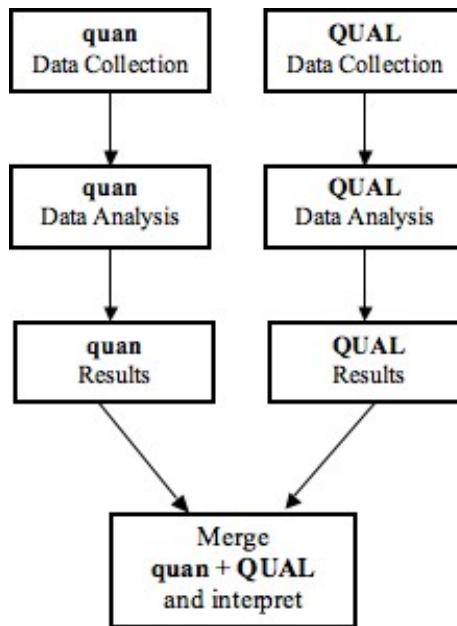 quan
Data Collection
QUAL
Data Collection
quan
Data Analysis
QUAL
Data Analysis
quan
Results
QUAL
Results
Merge
quan + QUAL
and interpret